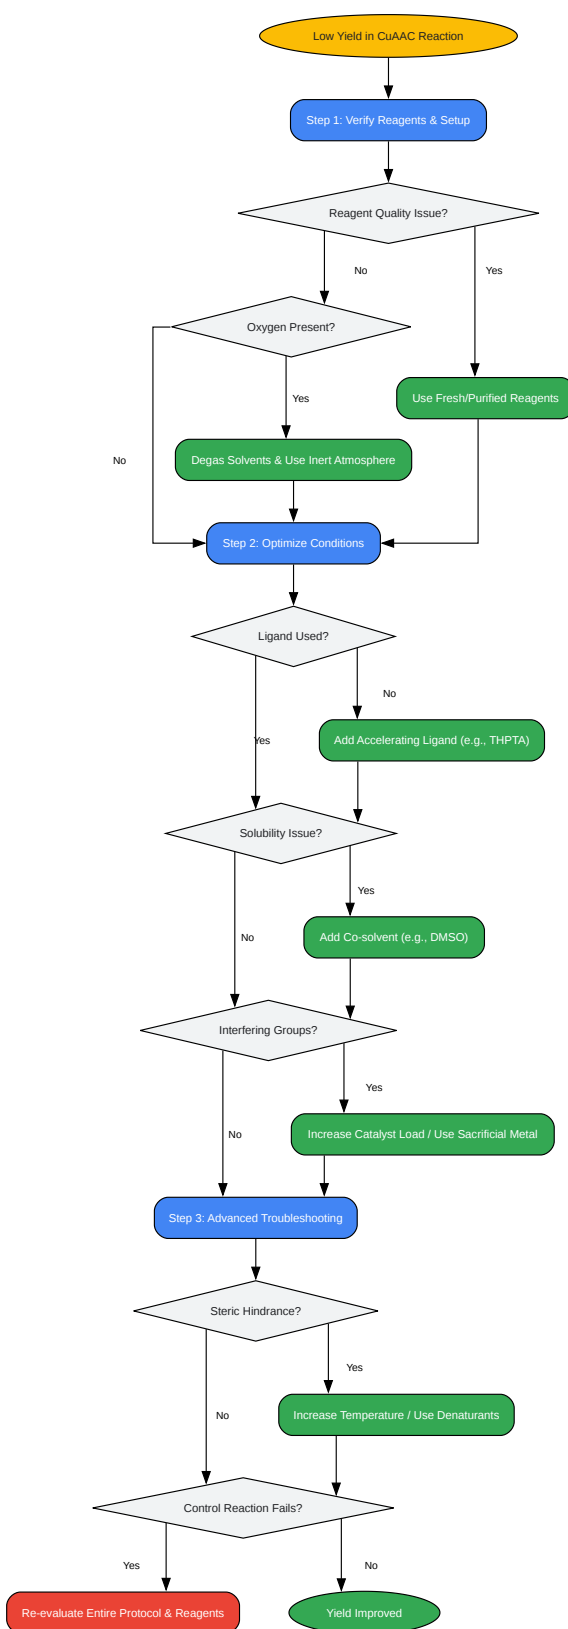 Low Yield in CuAAC Reaction
Step 1: Verify Reagents & Setup
Reagent Quality Issue?
No
Yes
Oxygen Present?
Yes
Use Fresh/Purified Reagents
No
Degas Solvents & Use Inert Atmosphere
Step 2: Optimize Conditions
Ligand Used?
No
Yes
Add Accelerating Ligand (e.g., THPTA)
Solubility Issue?
Yes
No
Add Co-solvent (e.g., DMSO)
Interfering Groups?
Yes
No
Increase Catalyst Load / Use Sacrificial Metal
Step 3: Advanced Troubleshooting
Steric Hindrance?
Yes
No
Increase Temperature / Use Denaturants
Control Reaction Fails?
Yes
No
Re-evaluate Entire Protocol & Reagents
Yield Improved